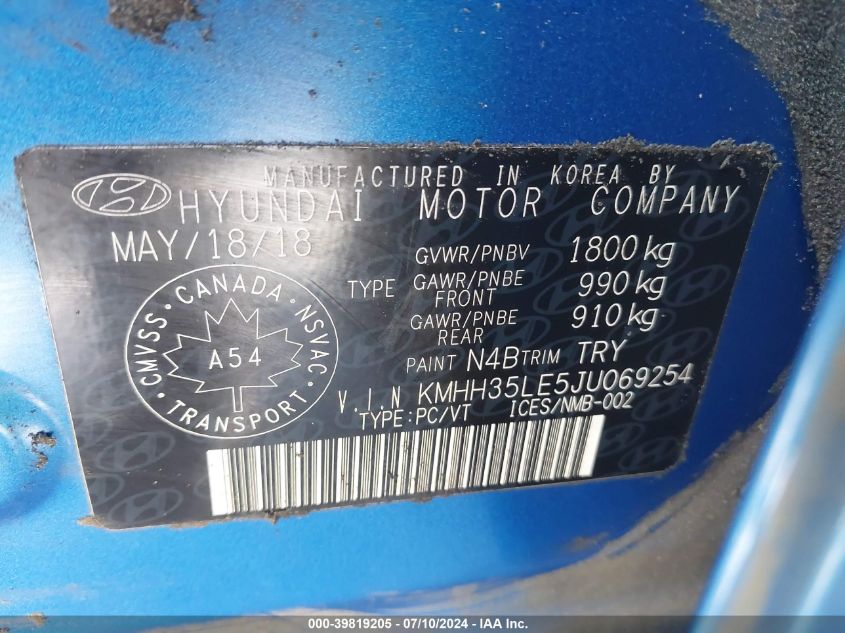 MANUFACTURED IN KOREA BY
HYUNDAI MOTOR COMPANY
MAY/18/18
GVWR/PNBV 1800 kg
TYPE GAWR/PNBE FRONT 990 kg
GAWR/PNBE REAR 910 kg
PAINT N4B TRIM TRY
V.I.N KMHH35LE5JU069254
TYPE:PC/VT ICES/NMB-002
CANADA
CMVSS NSVAC
A54
TRANSPORT
000-39819205 - 07/10/2024 - IAA Inc.